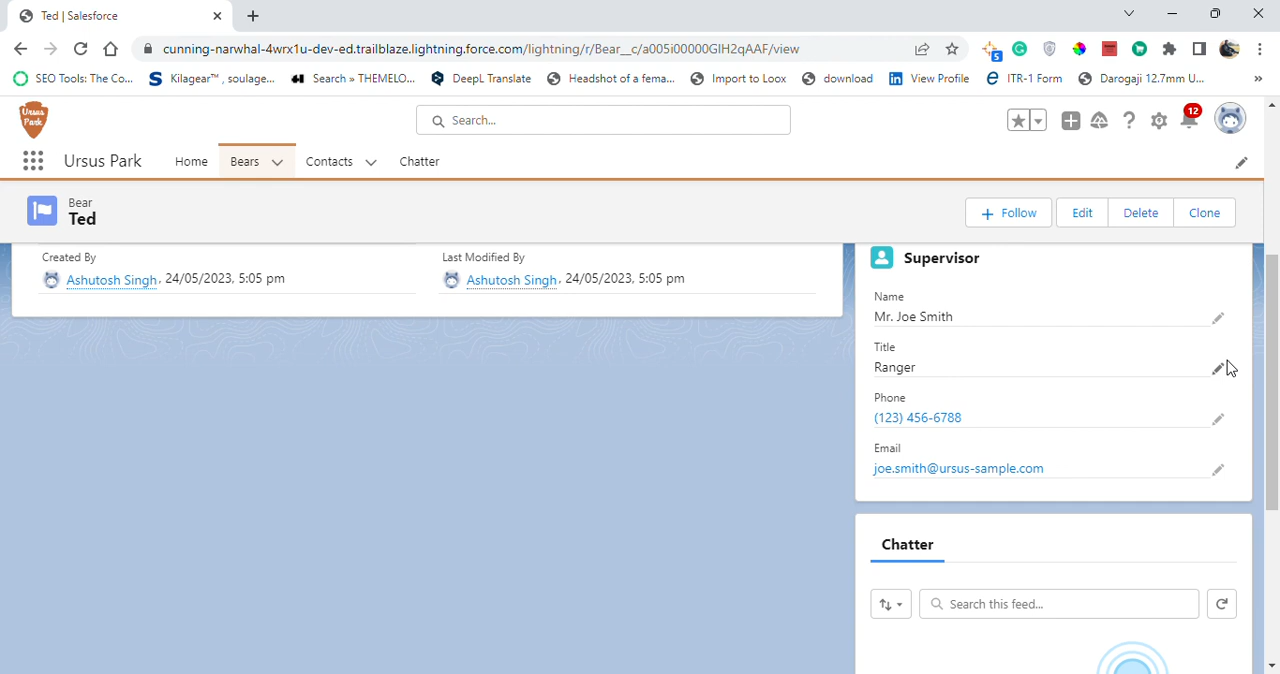 Ted | Salesforce
cunning-narwhal-4wrx1u-dev-ed.trailblaze.lightning.force.com/lightning/r/Bear__c/a005i00000GIH2qAAF/view
5
SEO Tools: The Co...
Kilagear™, soulage...
Search » THEMELO...
DeepL Translate
Headshot of a fema...
Import to Loox
download
View Profile
ITR-1 Form
Darogaji 12.7mm U...
»
Ursus
Park
Search...
12
Ursus Park
Home
Bears
Contacts
Chatter
Bear
Ted
Follow
Edit
Delete
Clone
Created By
Ashutosh Singh, 24/05/2023, 5:05 pm
Last Modified By
Ashutosh Singh, 24/05/2023, 5:05 pm
Supervisor
Name
Mr. Joe Smith
Title
Ranger
Phone
(123) 456-6788
Email
joe.smith@ursus-sample.com
Chatter
Search this feed...